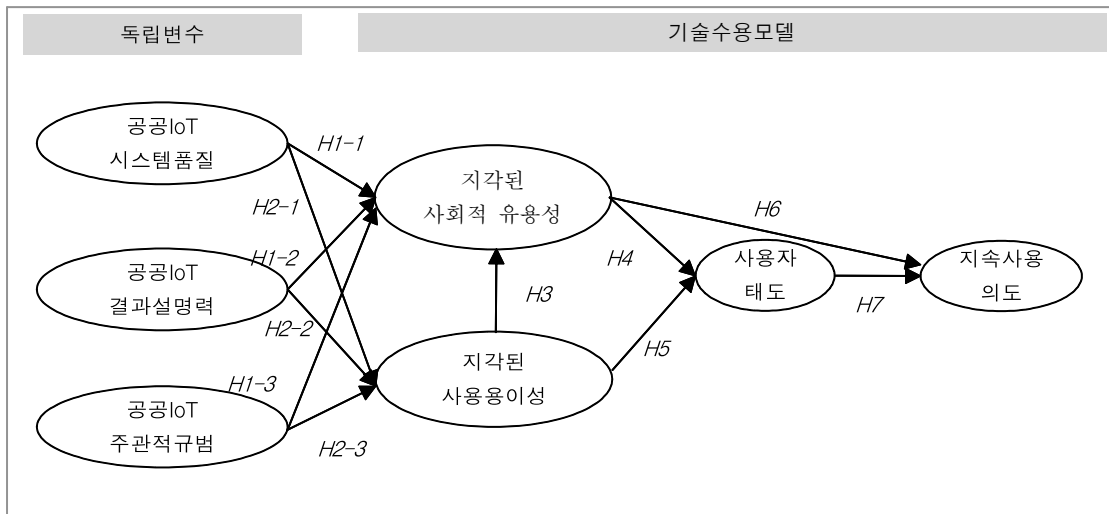 독립변수
기술수용모델
공공IoT
시스템품질
H1-1
지각된
사회적 유용성
H2-1
H6
공공IoT
결과설명력
H1-2
H4
사용자
태도
지속사용
의도
H3
H7
H2-2
지각된
사용용이성
H5
H1-3
공공IoT
주관적규범
H2-3